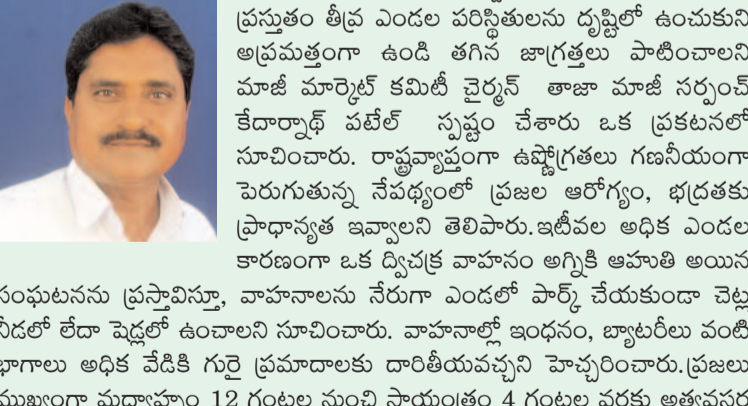 ప్రస్తుతం తీవ్ర ఎండల పరిస్థితులను దృష్టిలో ఉంచుకుని
అప్రమత్తంగా ఉండి తగిన జాగ్రత్తలు పాటించాలని
మాజీ మార్కెట్ కమిటీ చైర్మన్ తాజా మాజీ సర్పంచ్
కేదార్నాథ్ పటేల్ స్పష్టం చేశారు ఒక ప్రకటనలో
సూచించారు. రాష్ట్రవ్యాప్తంగా ఉష్ణోగ్రతలు గణనీయంగా
పెరుగుతున్న నేపథ్యంలో ప్రజల ఆరోగ్యం, భద్రతకు
ప్రాధాన్యత ఇవ్వాలని తెలిపారు.ఇటీవల అధిక ఎండల
కారణంగా ఒక ద్విచక్ర వాహనం అగ్నికి ఆహుతి అయిన
సంఘటనను ప్రస్తావిస్తూ, వాహనాలను నేరుగా ఎండలో పార్క్ చేయకుండా చెట్ల
నీడలో లేదా షెడ్లలో ఉంచాలని సూచించారు. వాహనాల్లో ఇంధనం, బ్యాటరీలు వంటి
భాగాలు అధిక వేడికి గురై ప్రమాదాలకు దారితీయవచ్చని హెచ్చరించారు.ప్రజలు
ముఖ్యంగా మధ్యాహ్నం 12 గంటల నుంచి సాయంత్రం 4 గంటల వరకు అత్యవసర